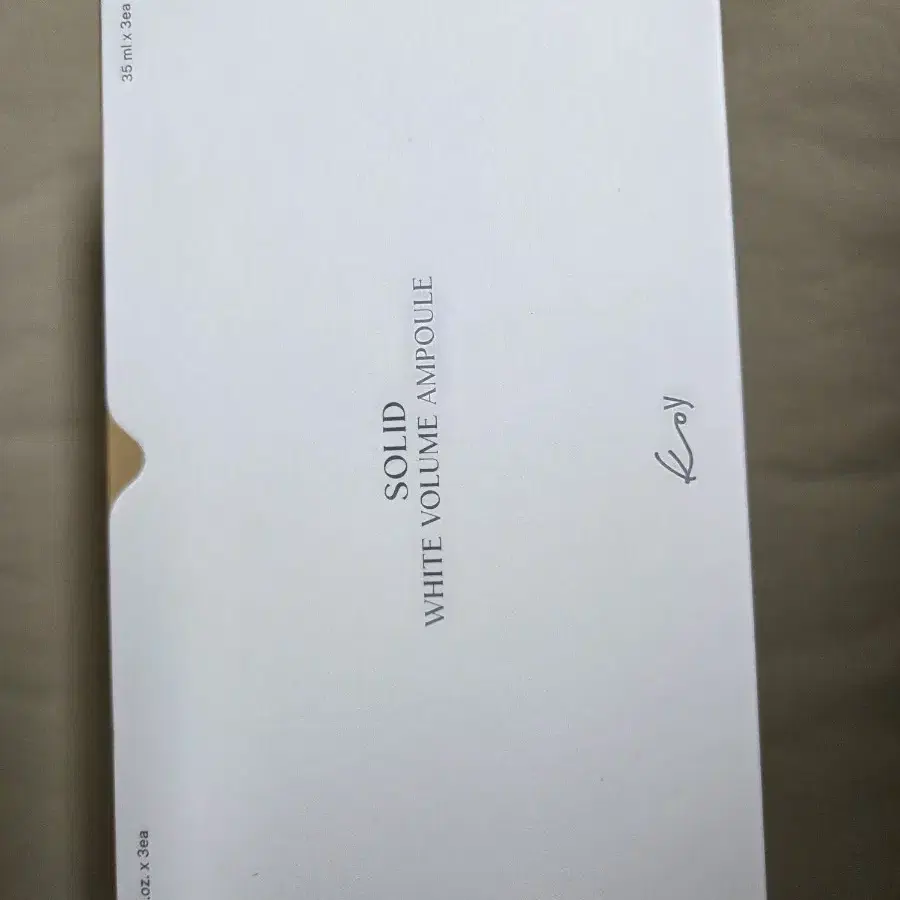 .oz. x 3ea
35 ml x 3ea
SOLID
WHITE VOLUME AMPOULE
Koy